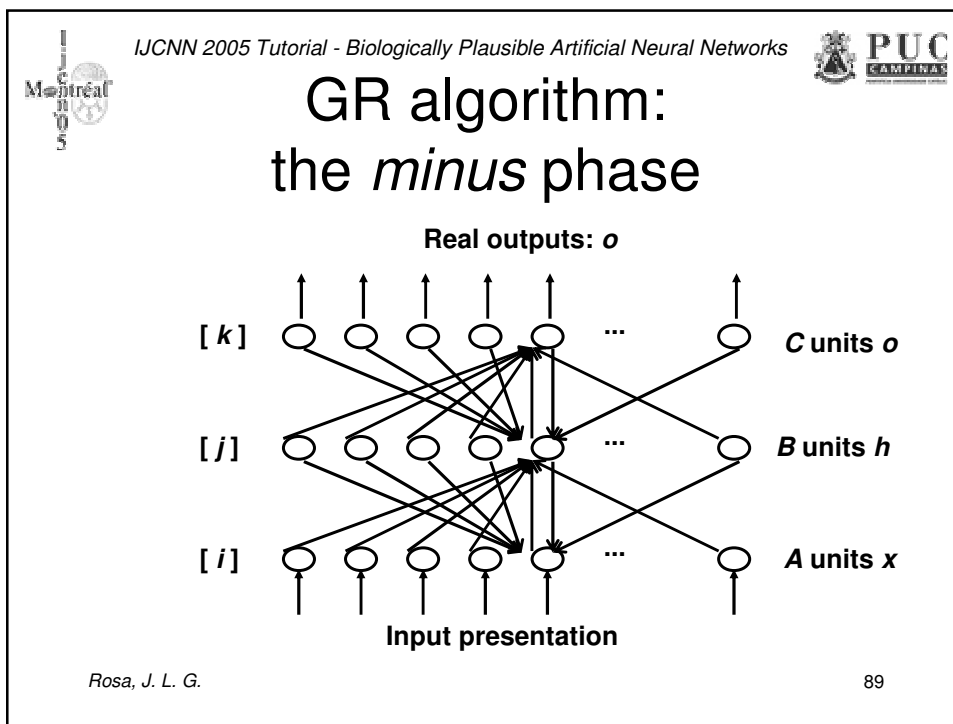 IJCNN 2005 Tutorial - Biologically Plausible Artificial Neural Networks
Montréal
PUC
CAMPINAS
GR algorithm:
the minus phase
Real outputs: o
[ k ]
...
C units o
[ j ]
...
B units h
[ i ]
...
A units x
Input presentation
Rosa, J. L. G.
89